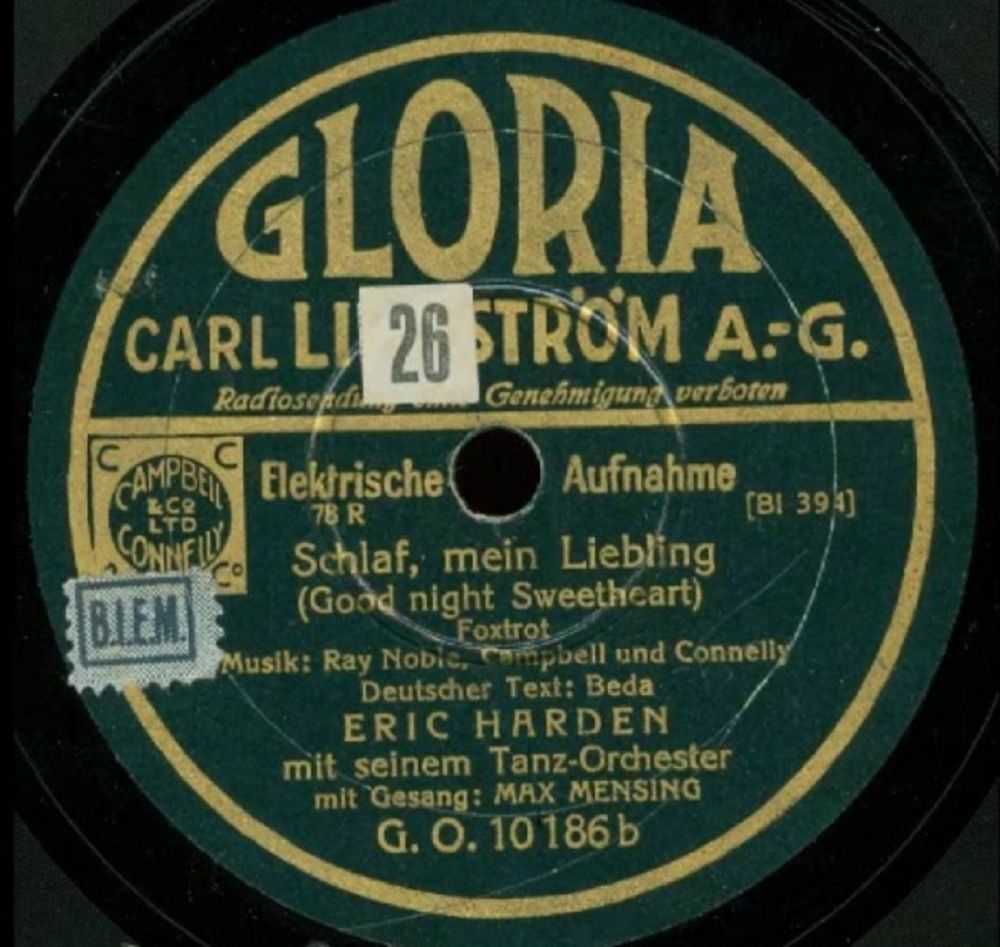 GLORIA
CARL LI STRÖM A.-G.
26
Radiosendung ohne Genehmigung verboten
C C
CAMPBELL
& Co
LTD
CONNELLY
Co
B.I.E.M.
Elektrische Aufnahme
78 R [BI 394]
Schlaf, mein Liebling
(Good night Sweetheart)
Foxtrot
Musik: Ray Noble, Campbell und Connelly
Deutscher Text: Beda
ERIC HARDEN
mit seinem Tanz-Orchester
mit Gesang: MAX MENSING
G. O. 10186 b